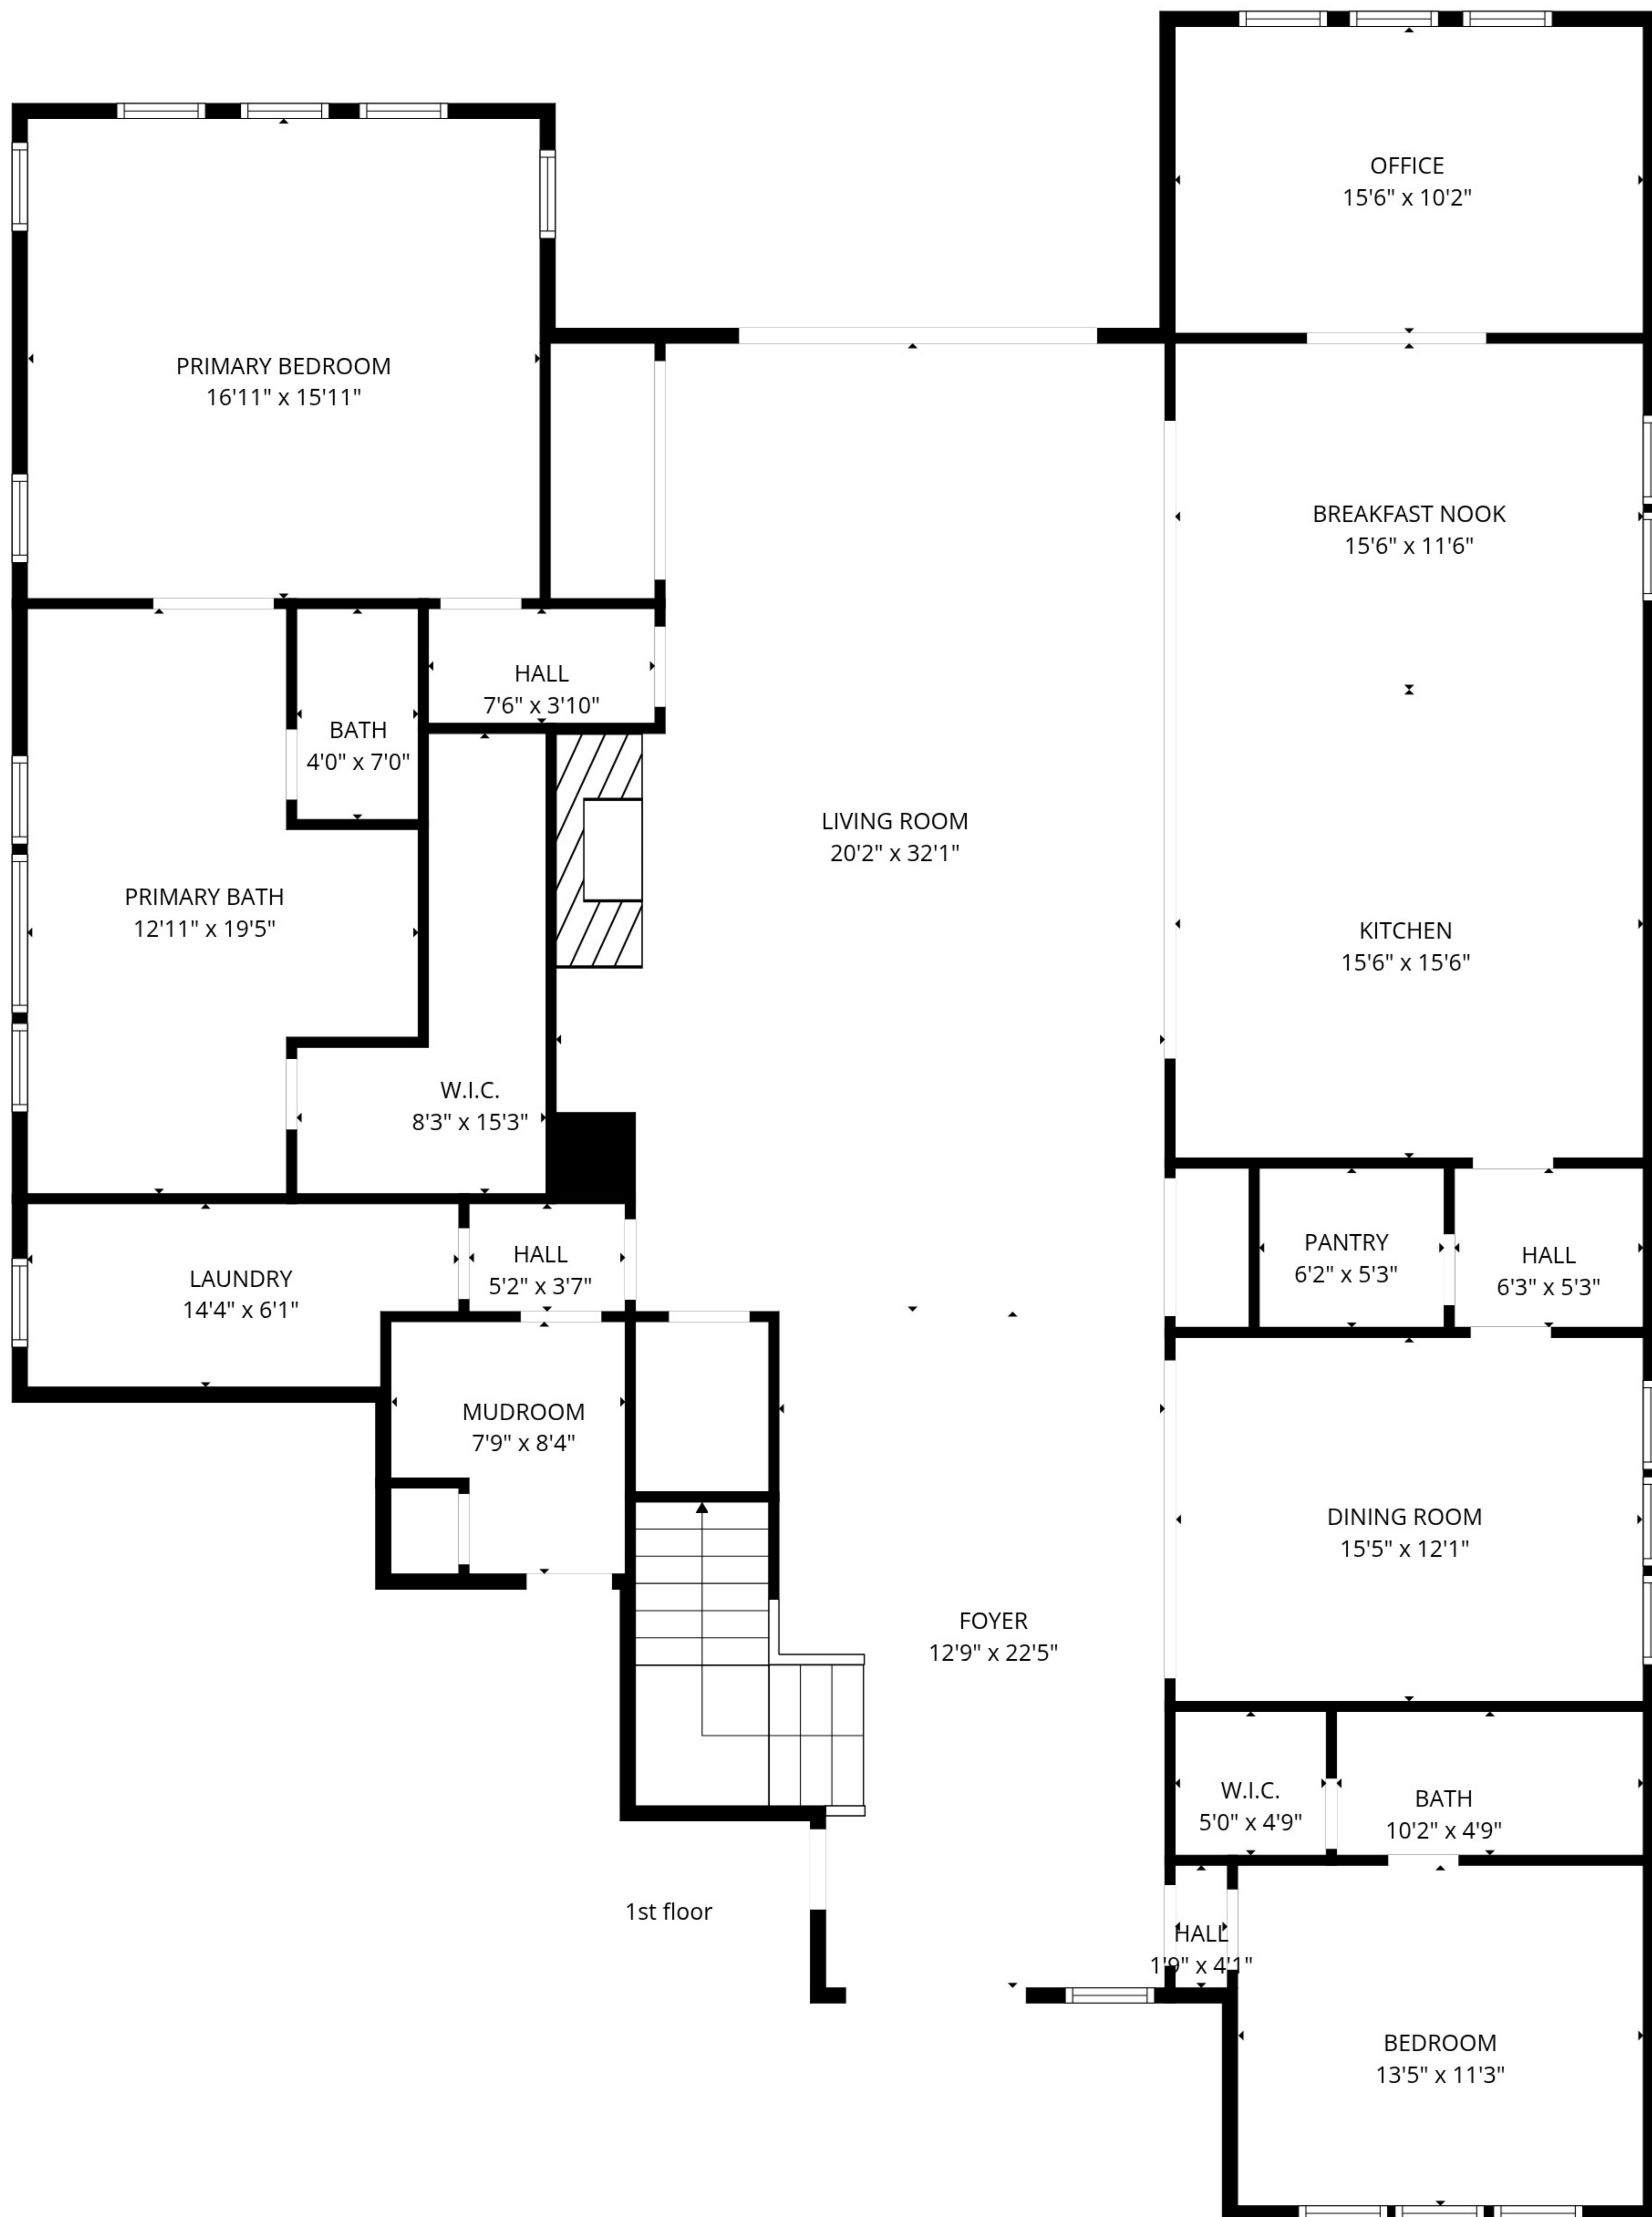 OFFICE
15'6" x 10'2"
PRIMARY BEDROOM
16'11" x 15'11"
BREAKFAST NOOK
15'6" x 11'6"
HALL
7'6" x 3'10"
BATH
4'0" x 7'0"
LIVING ROOM
20'2" x 32'1"
PRIMARY BATH
12'11" x 19'5"
KITCHEN
15'6" x 15'6"
W.I.C.
8'3" x 15'3"
PANTRY
6'2" x 5'3"
HALL
6'3" x 5'3"
HALL
5'2" x 3'7"
LAUNDRY
14'4" x 6'1"
MUDROOM
7'9" x 8'4"
DINING ROOM
15'5" x 12'1"
FOYER
12'9" x 22'5"
W.I.C.
5'0" x 4'9"
BATH
10'2" x 4'9"
1st floor
HALL
1'9" x 4'1"
BEDROOM
13'5" x 11'3"